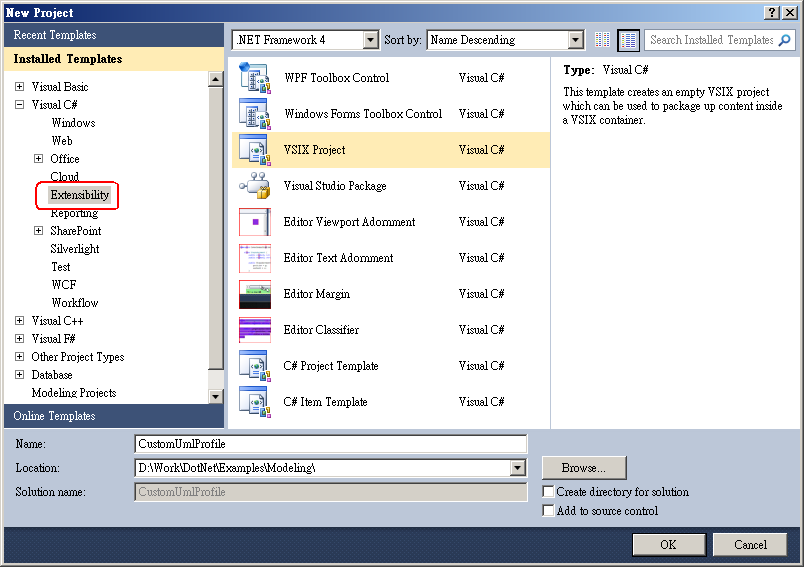 New Project
Recent Templates
Installed Templates
Visual Basic
Visual C#
Windows
Web
Office
Cloud
Extensibility
Reporting
SharePoint
Silverlight
Test
WCF
Workflow
Visual C++
Visual F#
Other Project Types
Database
Modeling Projects
Online Templates
.NET Framework 4 Sort by: Name Descending Search Installed Templates
WPF Toolbox Control Visual C#
Windows Forms Toolbox Control Visual C#
VSIX Project Visual C#
Visual Studio Package Visual C#
Editor Viewport Adornment Visual C#
Editor Text Adornment Visual C#
Editor Margin Visual C#
Editor Classifier Visual C#
C# Project Template Visual C#
C# Item Template Visual C#
Type: Visual C#
This template creates an empty VSIX project
which can be used to package up content inside
a VSIX container.
Name: CustomUmlProfile
Location: D:\Work\DotNet\Examples\Modeling\ Browse...
Solution name: CustomUmlProfile Create directory for solution
Add to source control
OK Cancel